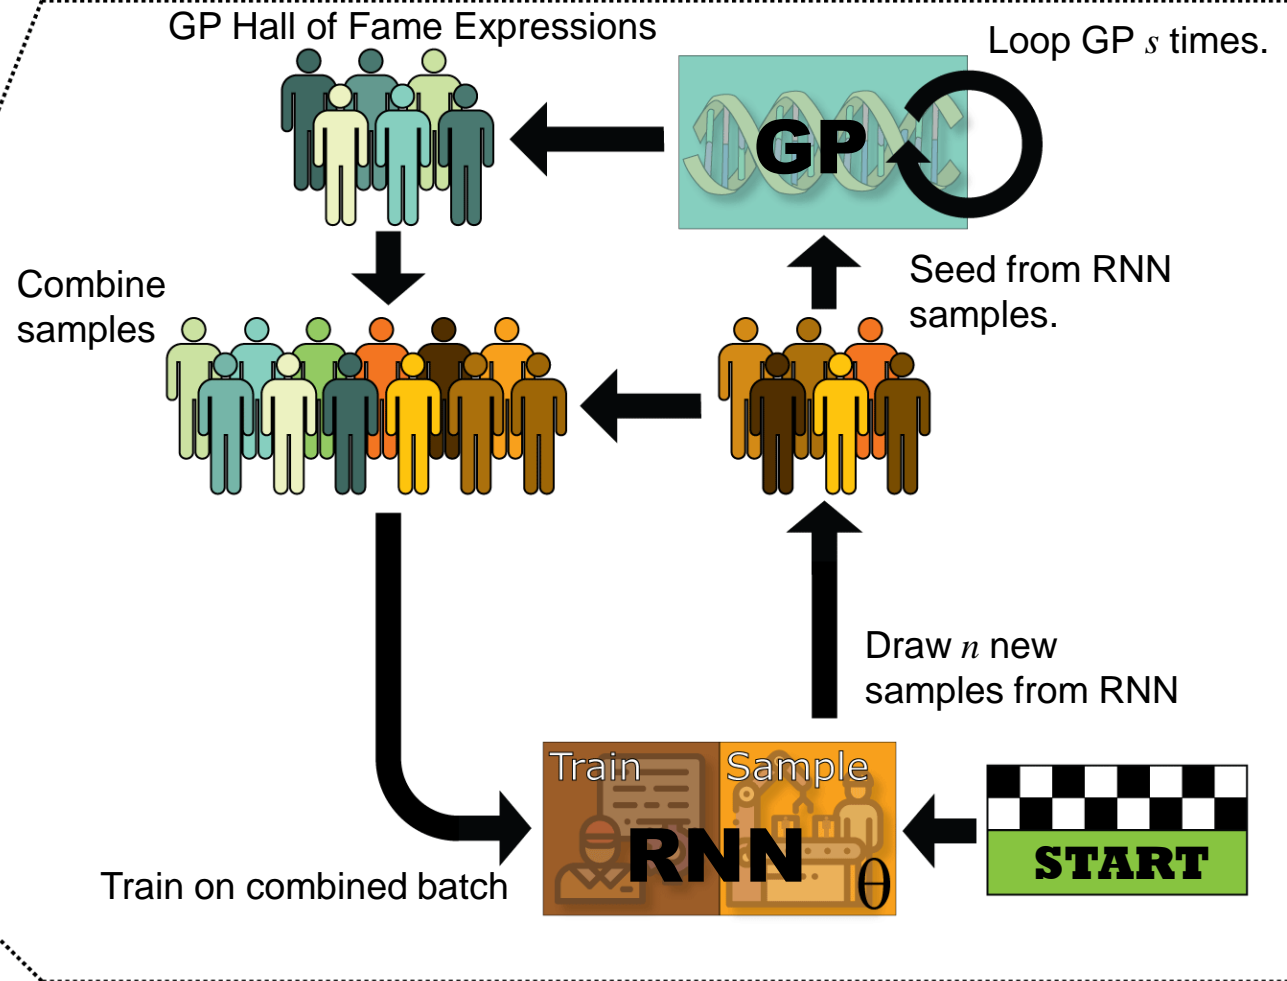 GP Hall of Fame Expressions
Loop GP s times.
GP
Combine
samples
Seed from RNN
samples.
Draw n new
samples from RNN
Train
Sample
RNN
θ
START
Train on combined batch